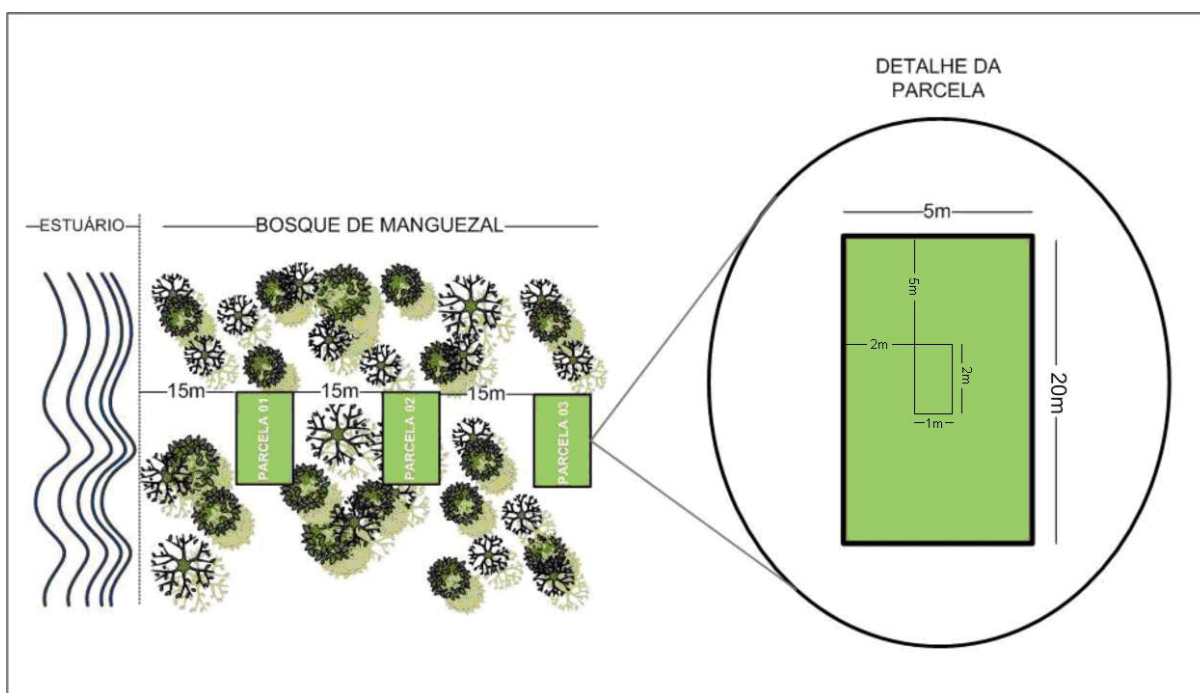 DETALHE DA
PARCELA
ESTUÁRIO
BOSQUE DE MANGUEZAL
15m
15m
15m
PARCELA 01
PARCELA 02
PARCELA 03
5m
5m
2m
2m
1m
20m